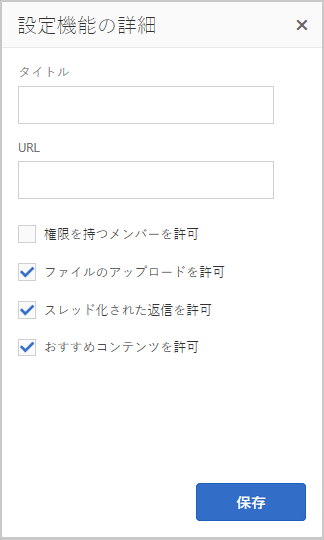 設定機能の詳細
タイトル
URL
権限を持つメンバーを許可
ファイルのアップロードを許可
スレッド化された返信を許可
おすすめコンテンツを許可
保存